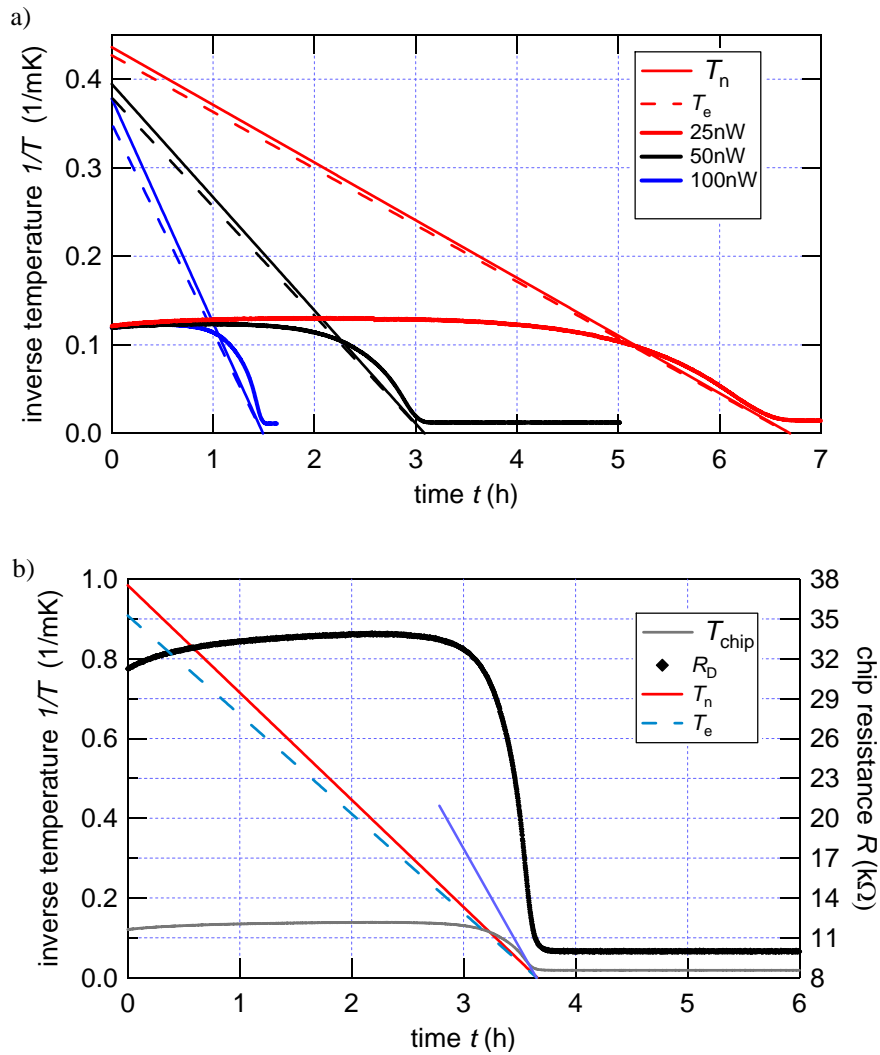 a)
inverse temperature 1/T (1/mK)
0.4
0.3
0.2
0.1
0.0
Tn
Te
25nW
50nW
100nW
0 1 2 3 4 5 6 7
time t (h)
b)
inverse temperature 1/T (1/mK)
1.0
0.8
0.6
0.4
0.2
0.0
Tchip
RD
Tn
Te
38
35
32
29
26
23
20
17
14
11
8
chip resistance R (kΩ)
0 1 2 3 4 5 6
time t (h)